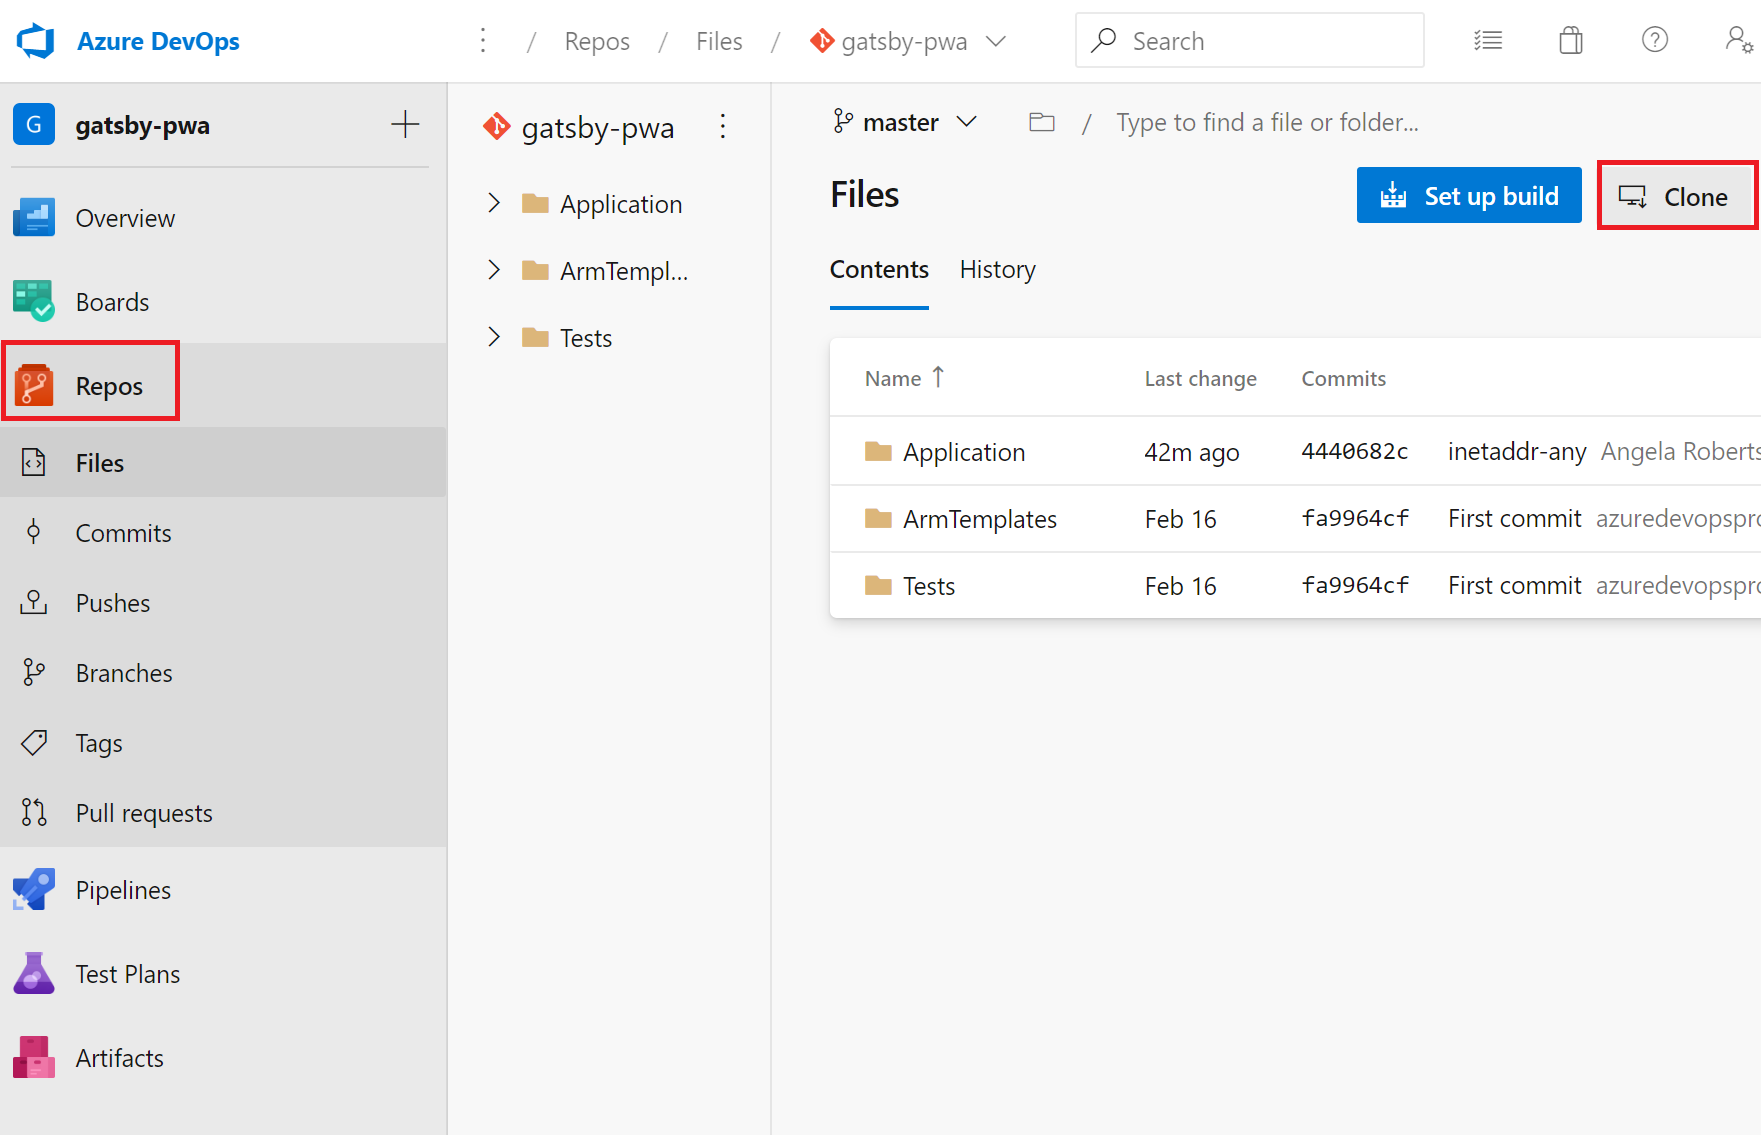 Azure DevOps
/ Repos / Files / gatsby-pwa
Search
G gatsby-pwa
Overview
Boards
Repos
Files
Commits
Pushes
Branches
Tags
Pull requests
Pipelines
Test Plans
Artifacts
gatsby-pwa
Application
ArmTempl...
Tests
master / Type to find a file or folder...
Files
Set up build
Clone
Contents History
Name Last change Commits
Application 42m ago 4440682c inetaddr-any Angela Roberts
ArmTemplates Feb 16 fa9964cf First commit azuredevopspro
Tests Feb 16 fa9964cf First commit azuredevopspro